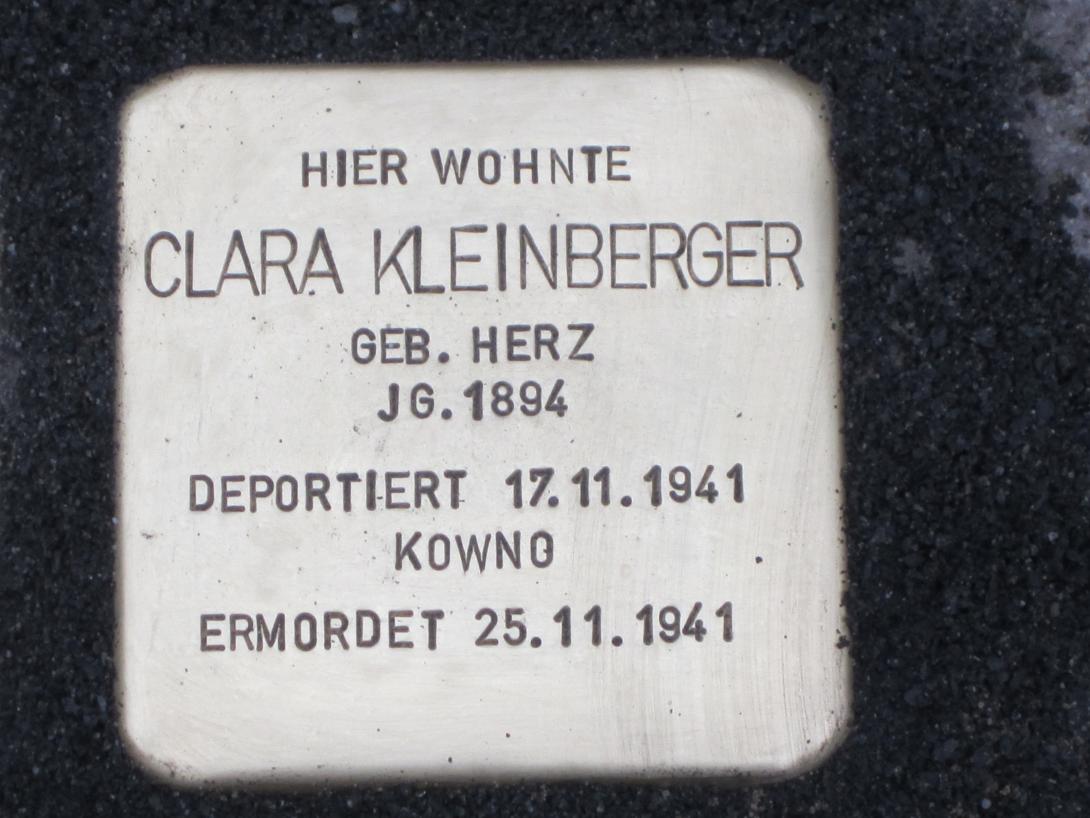 HIER WOHNTE
CLARA KLEINBERGER
GEB. HERZ
JG. 1894
DEPORTIERT 17.11.1941
KOWNO
ERMORDET 25.11.1941